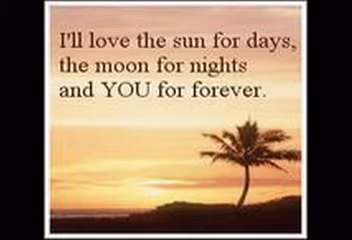 I'll love the sun for days,
the moon for nights
and YOU for forever.